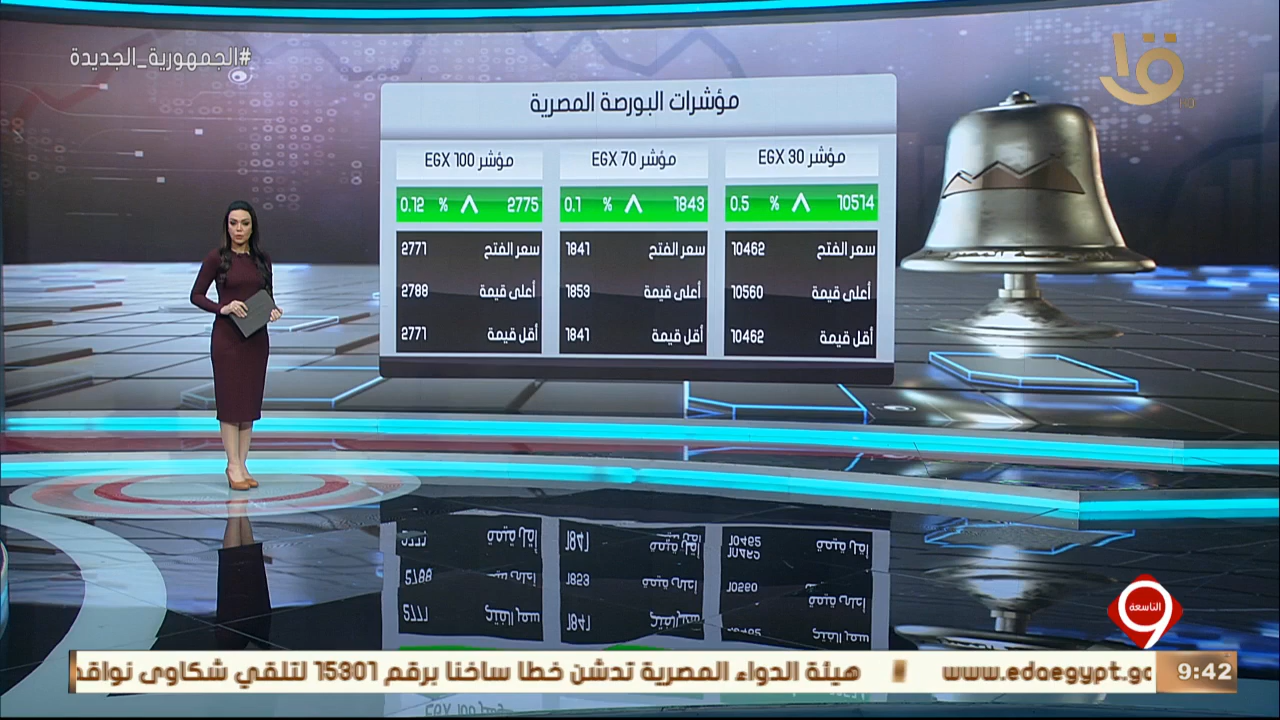 #الجمهورية_الجديدة
مؤشرات البورصة المصرية
مؤشر EGX 30
10514 % 0.5
سعر الفتح 10462
أعلى قيمة 10560
أقل قيمة 10462
مؤشر EGX 70
1843 % 0.1
سعر الفتح 1841
أعلى قيمة 1853
أقل قيمة 1841
مؤشر EGX 100
2775 % 0.12
سعر الفتح 2771
أعلى قيمة 2788
أقل قيمة 2771
التاسعة
9
9:42
www.edaegypt.go
هيئة الدواء المصرية تدشن خطا ساخنا برقم 15301 لتلقي شكاوى نواقص